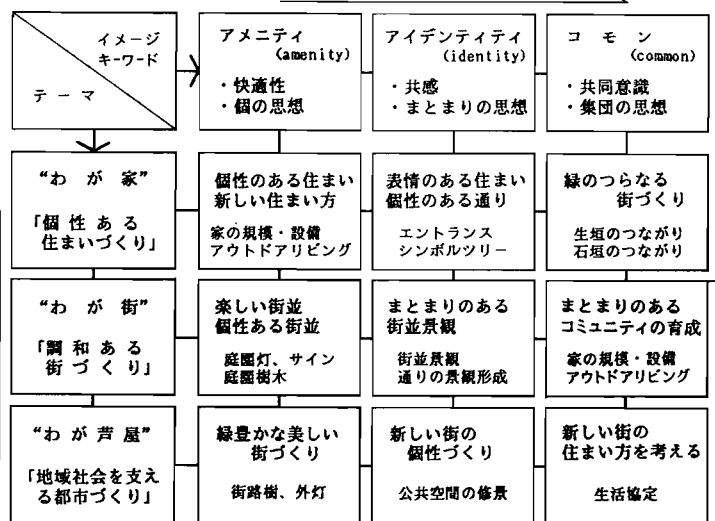 イメージ
キーワード
テーマ
アメニティ
(amenity)
・快適性
・個の思想
アイデンティティ
(identity)
・共感
・まとまりの思想
コモン
(common)
・共同意識
・集団の思想
“わが家”
「個性ある
住まいづくり」
個性のある住まい
新しい住まい方
家の規模・設備
アウトドアリビング
表情のある住まい
個性のある通り
エントランス
シンボルツリー
緑のつらなる
街づくり
生垣のつながり
石垣のつながり
“わが街”
「調和ある
街づくり」
楽しい街並
個性ある街並
庭園灯、サイン
庭園樹木
まとまりのある
街並景観
街並景観
通りの景観形成
まとまりのある
コミュニティの育成
家の規模・設備
アウトドアリビング
“わが芦屋”
「地域社会を支え
る都市づくり」
緑豊かな美しい
街づくり
街路樹、外灯
新しい街の
個性づくり
公共空間の修景
新しい街の
住まい方を考える
生活協定